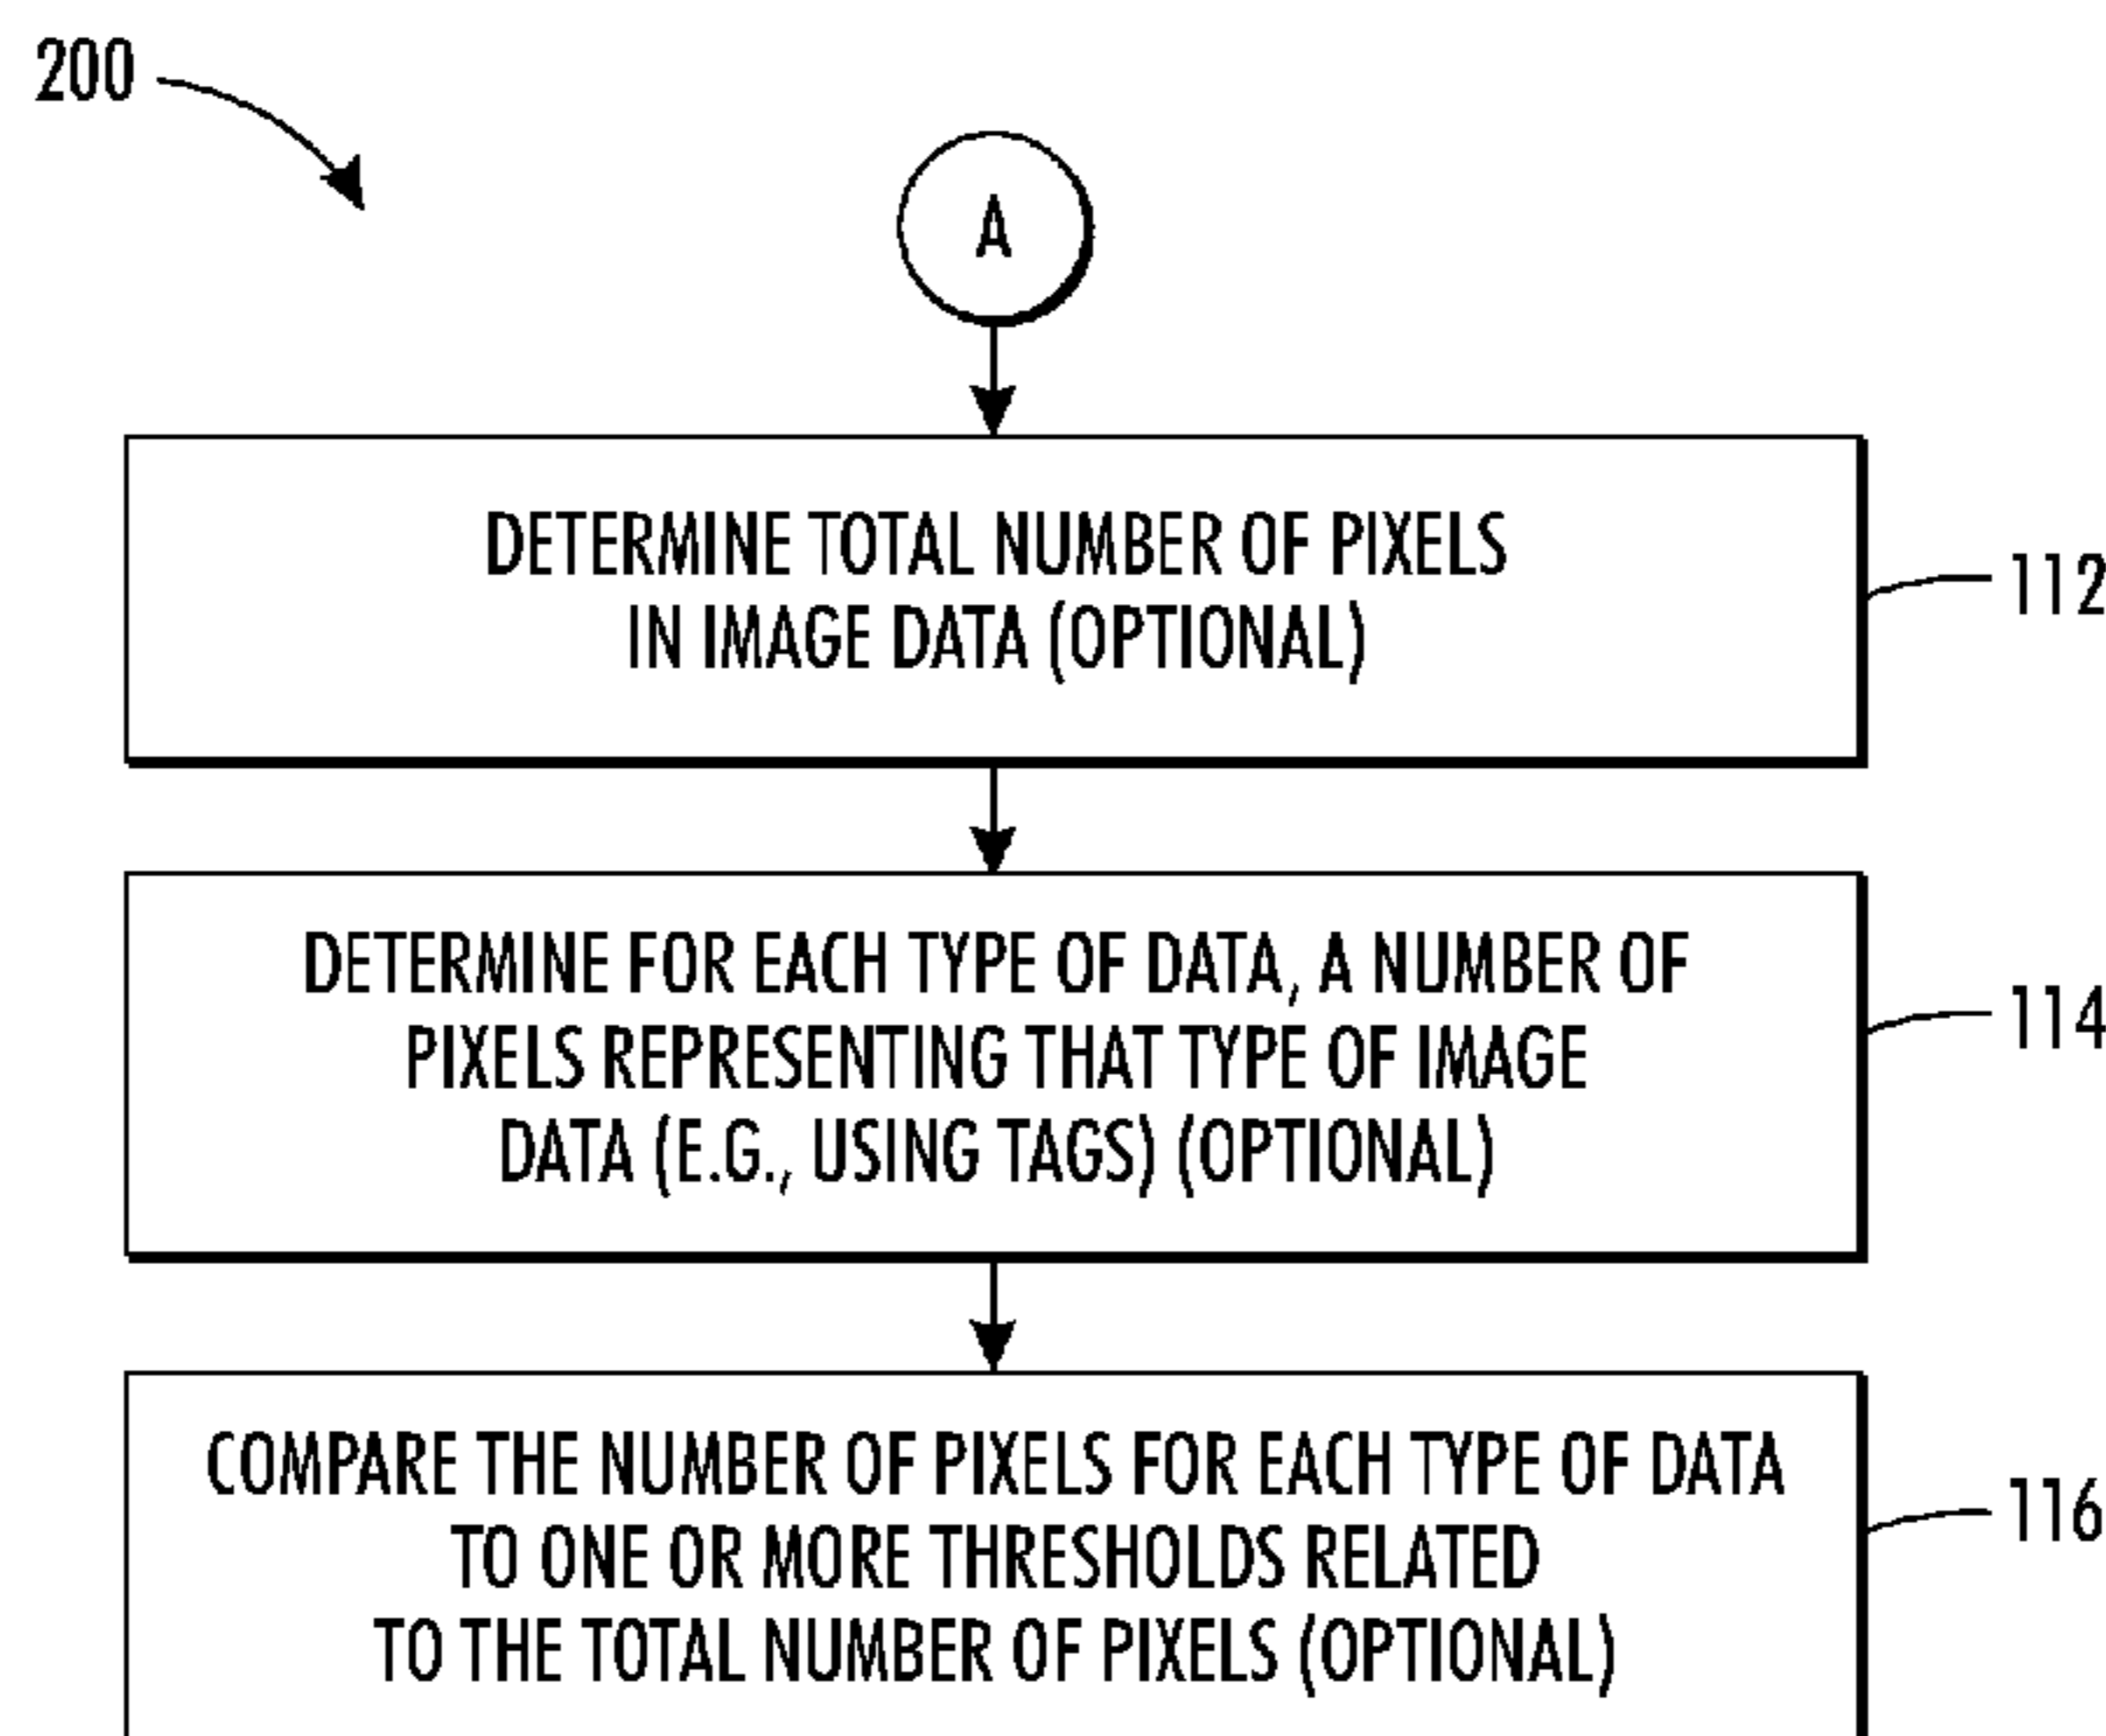 200
A
DETERMINE TOTAL NUMBER OF PIXELS
IN IMAGE DATA (OPTIONAL)
112
DETERMINE FOR EACH TYPE OF DATA, A NUMBER OF
PIXELS REPRESENTING THAT TYPE OF IMAGE
DATA (E.G., USING TAGS) (OPTIONAL)
114
COMPARE THE NUMBER OF PIXELS FOR EACH TYPE OF DATA
TO ONE OR MORE THRESHOLDS RELATED
TO THE TOTAL NUMBER OF PIXELS (OPTIONAL)
116